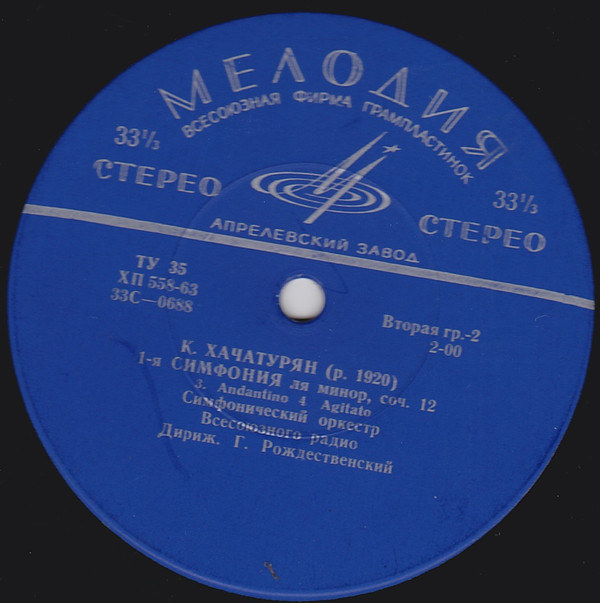 МЕЛОДИЯ
ВСЕСОЮЗНАЯ ФИРМА ГРАМПЛАСТИНОК
33⅓
СТЕРЕО
33⅓
СТЕРЕО
АПРЕЛЕВСКИЙ ЗАВОД
ТУ 35
ХП 558-63
33С—0688
Вторая гр.-2
2-00
К. ХАЧАТУРЯН (р. 1920)
1-я СИМФОНИЯ ля минор, соч. 12
3. Andantino 4 Agitato
Симфонический оркестр
Всесоюзного радио
Дириж. Г. Рождественский